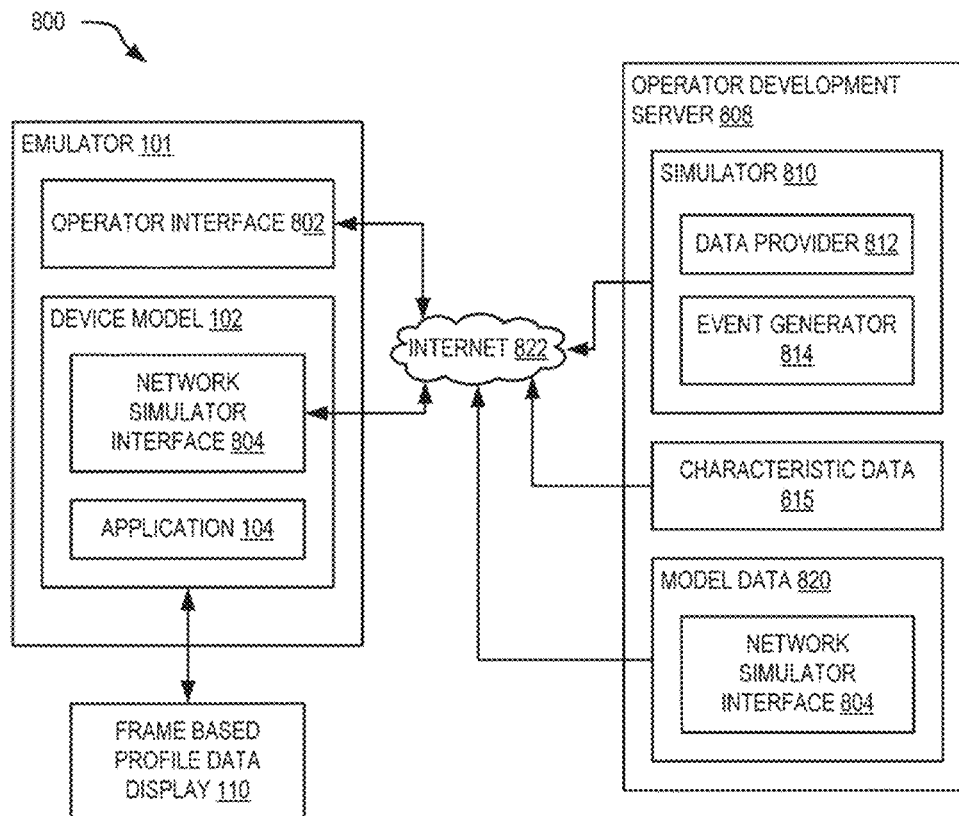 800
EMULATOR 101
OPERATOR INTERFACE 802
DEVICE MODEL 102
NETWORK
SIMULATOR
INTERFACE 804
APPLICATION 104
FRAME BASED
PROFILE DATA
DISPLAY 110
INTERNET 822
OPERATOR DEVELOPMENT
SERVER 808
SIMULATOR 810
DATA PROVIDER 812
EVENT GENERATOR
814
CHARACTERISTIC DATA
815
MODEL DATA 820
NETWORK
SIMULATOR
INTERFACE 804